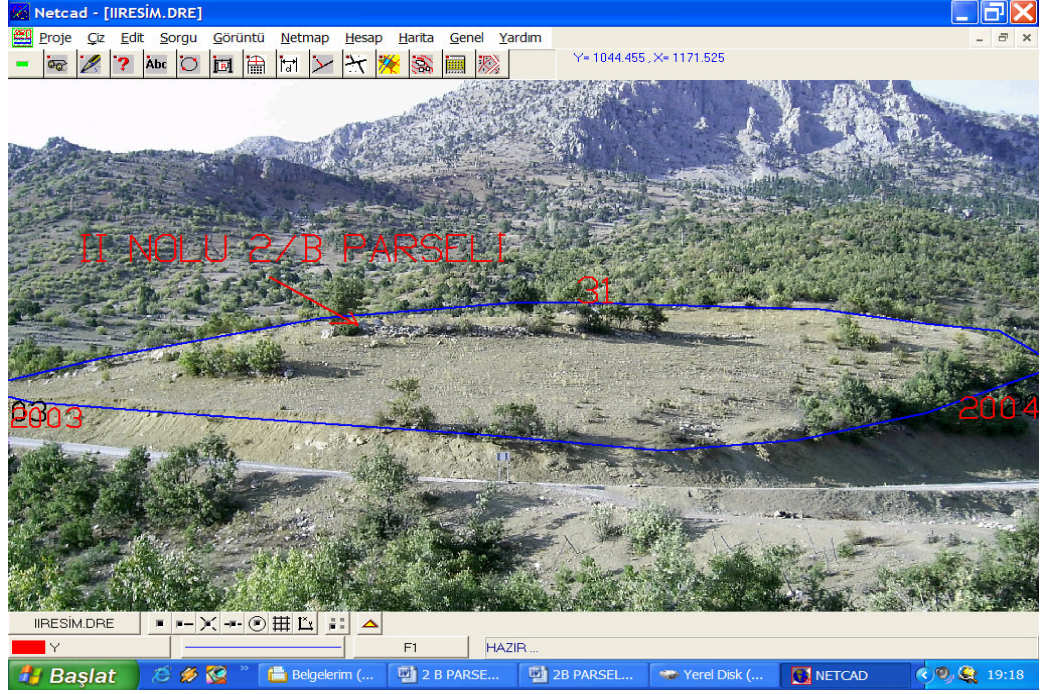 Netcad - [IIRESİM.DRE]
Proje Çiz Edit Sorgu Görüntü Netmap Hesap Harita Genel Yardım
Abc
Y= 1044.455 , X= 1171.525
II NOLU 2/B PARSELİ
31
2003
2004
IIRESİM.DRE
Y
F1
HAZIR ...
Başlat
Belgelerim (...
2 B PARSE...
2B PARSEL...
Yerel Disk (...
NETCAD
19:18